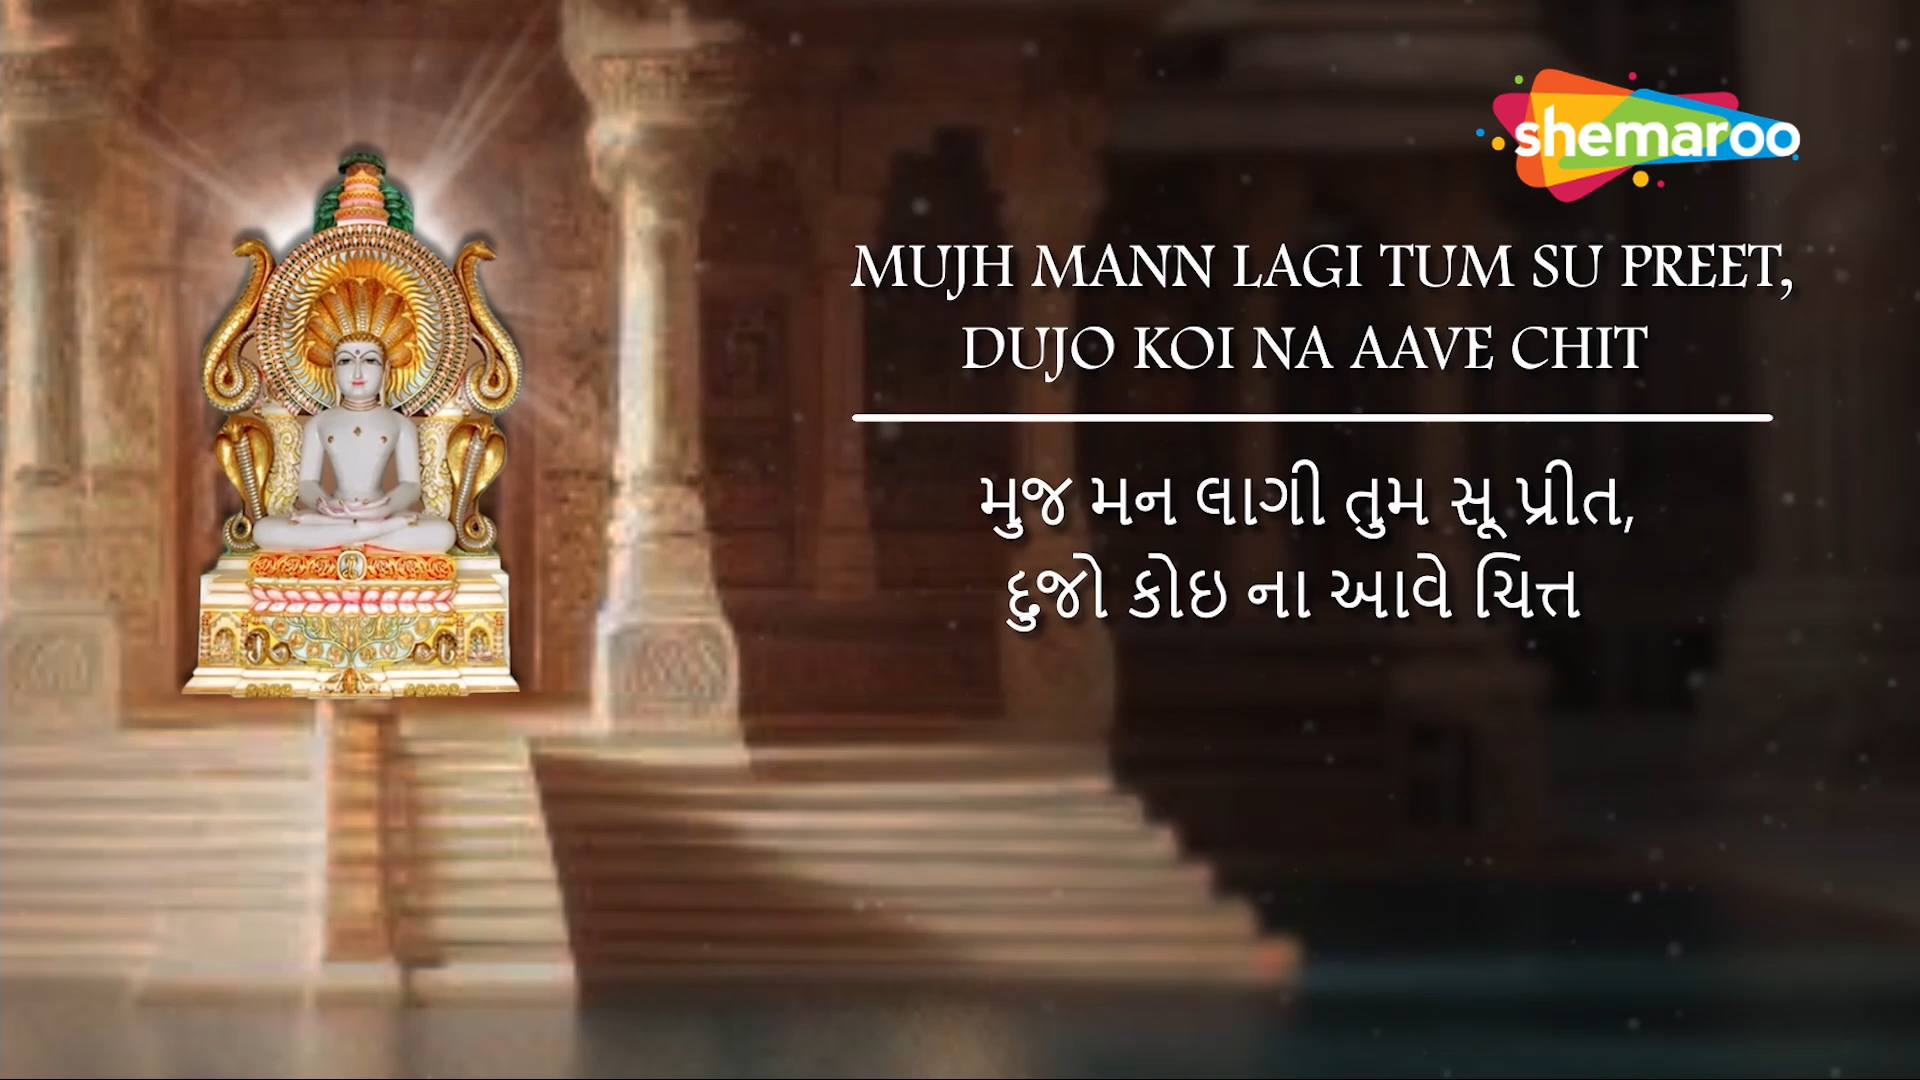 shemaroo
MUJH MANN LAGI TUM SU PREET,
DUJO KOI NA AAVE CHIT
મુજ મન લાગી તુમ સૂ પ્રીત,
દુજો કોઇ ના આવે ચિત્ત